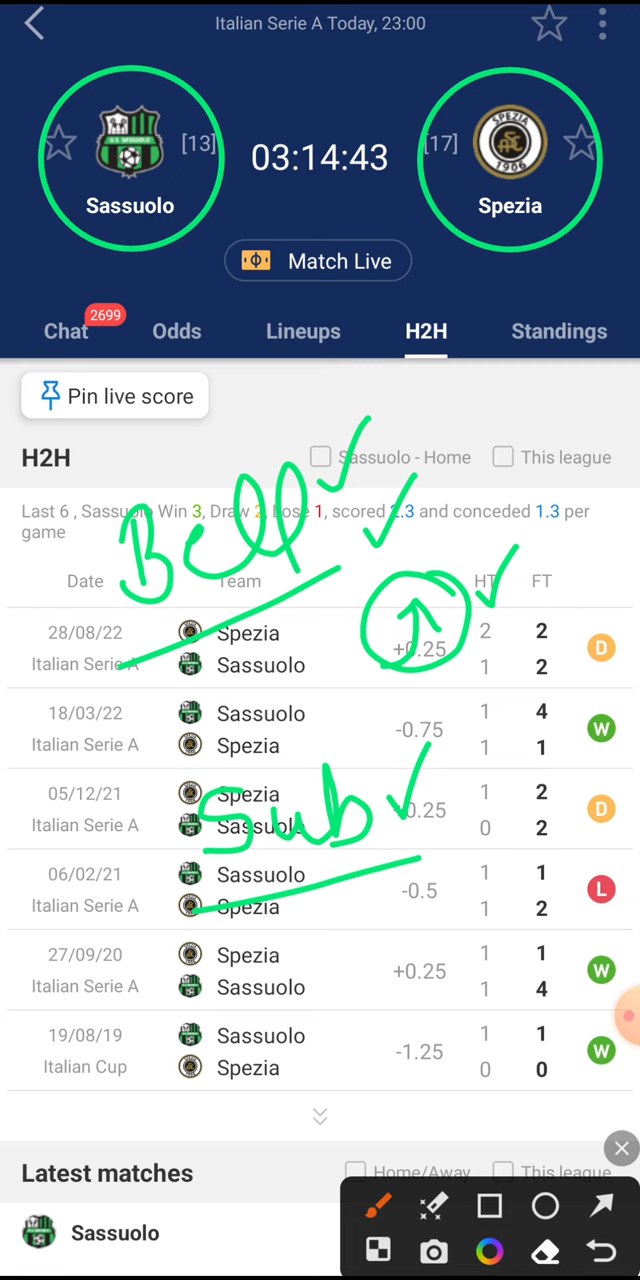 Italian Serie A Today, 23:00
[13]
03:14:43
[17]
SPEZIA
1906
Sassuolo
Spezia
Match Live
2699
Chat
Odds
Lineups
H2H
Standings
Pin live score
H2H
Sassuolo - Home
This league
Bell
Last 6 , Sassuolo Win 3, Draw 2, Lose 1, scored 2.3 and conceded 1.3 per
game
Date
Team
HT
FT
28/08/22
Spezia
2
2
Italian Serie A
Sassuolo
+0.25
1
2
D
18/03/22
Sassuolo
1
4
Italian Serie A
Spezia
-0.75
1
1
W
05/12/21
Spezia
1
2
Italian Serie A
Sassuolo
+0.25
0
2
D
Sub
06/02/21
Sassuolo
1
1
Italian Serie A
Spezia
-0.5
1
2
L
27/09/20
Spezia
1
1
Italian Serie A
Sassuolo
+0.25
1
4
W
19/08/19
Sassuolo
1
1
Italian Cup
Spezia
-1.25
0
0
W
Latest matches
Home/Away
This league
Sassuolo